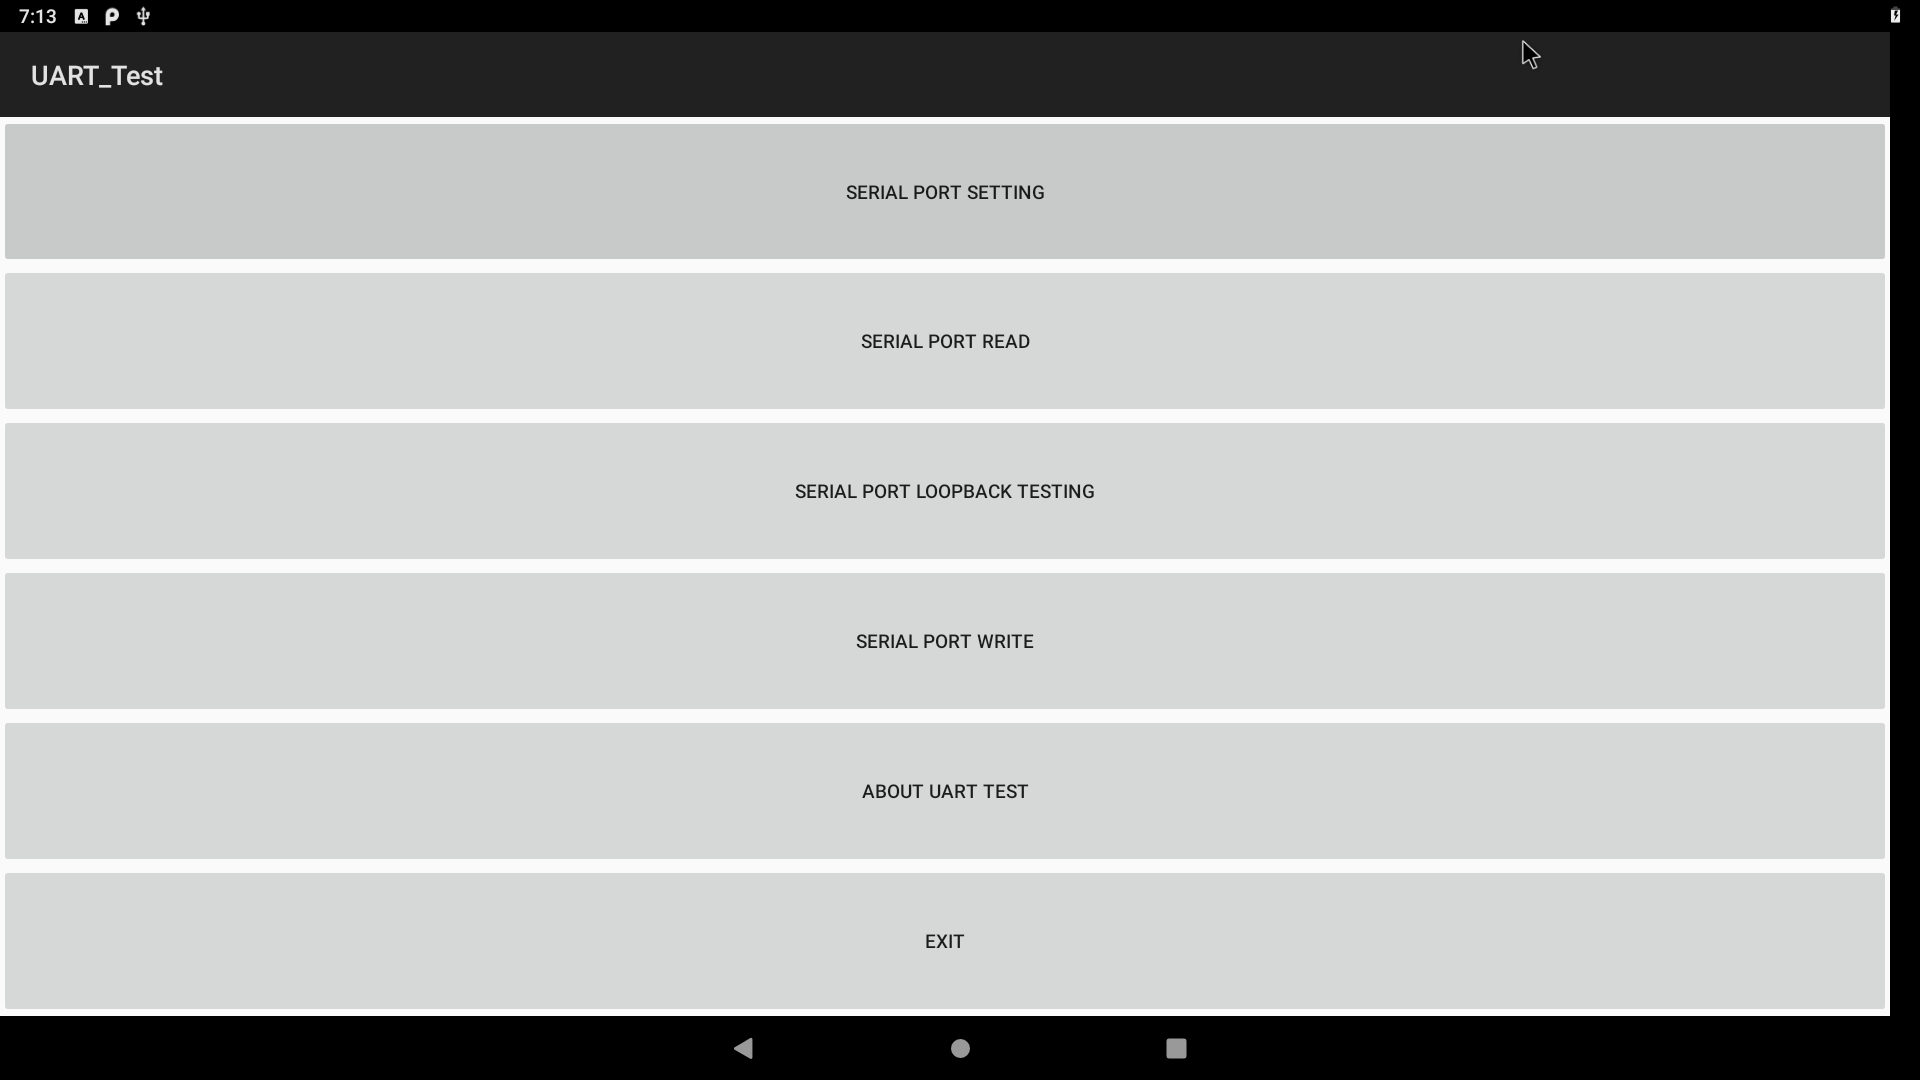 7:13
UART_Test
SERIAL PORT SETTING
SERIAL PORT READ
SERIAL PORT LOOPBACK TESTING
SERIAL PORT WRITE
ABOUT UART TEST
EXIT